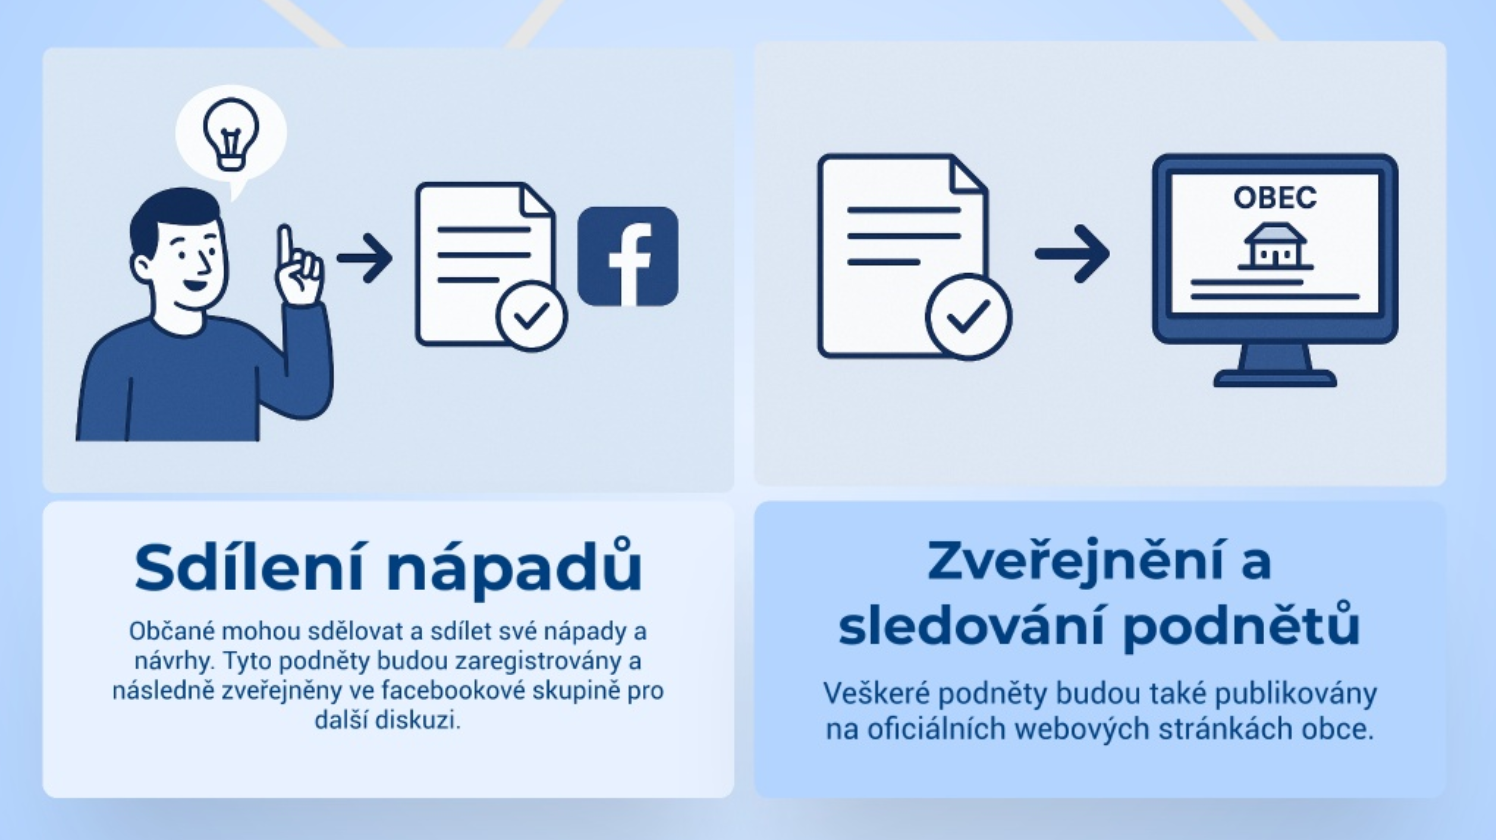 OBEC
Sdílení nápadů
Občané mohou sdělovat a sdílet své nápady a
návrhy. Tyto podněty budou zaregistrovány a
následně zveřejněny ve facebookové skupině pro
další diskuzi.
Zveřejnění a
sledování podnětů
Veškeré podněty budou také publikovány
na oficiálních webových stránkách obce.